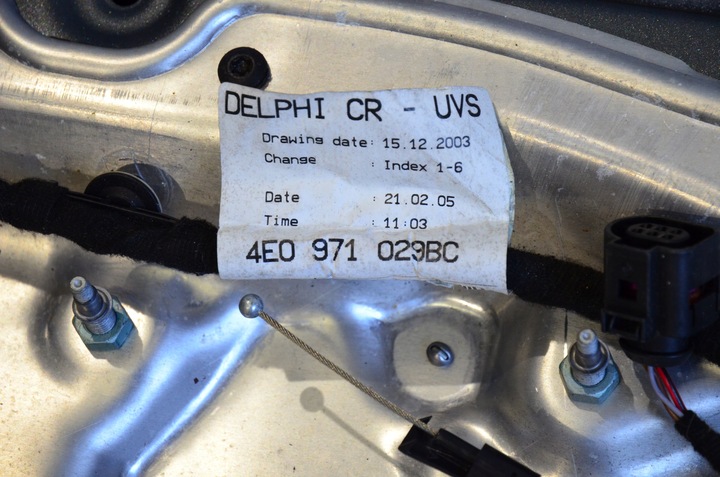 DELPHI CR - UVS
Drawing date: 15.12.2003
Change : Index 1-6
Date : 21.02.05
Time : 11:03
4E0 971 029BC